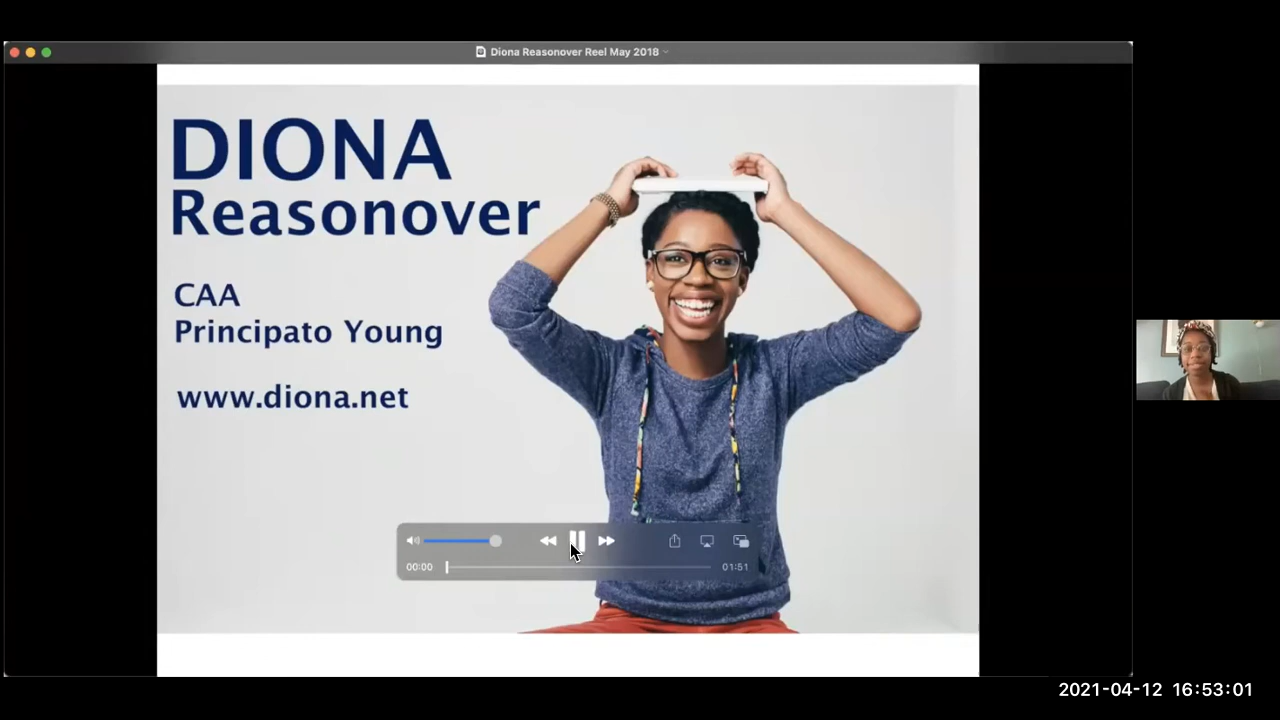 Diona Reasonover Reel May 2018
DIONA
Reasonover
CAA
Principato Young
www.diona.net
00:00
01:51
2021-04-12 16:53:01